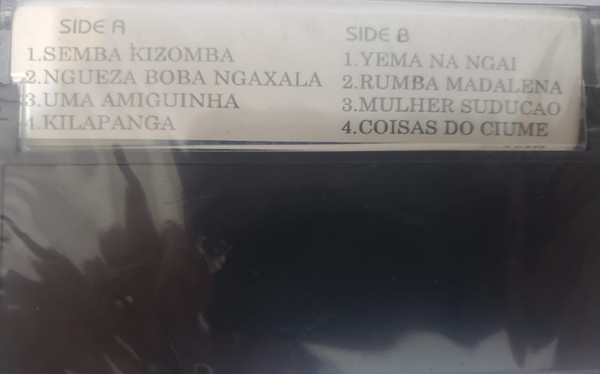 SIDE A
1.SEMBA KIZOMBA
2.NGUEZA BOBA NGAXALA
3.UMA AMIGUINHA
4.KILAPANGA
SIDE B
1.YEMA NA NGAI
2.RUMBA MADALENA
3.MULHER SUDUCAO
4.COISAS DO CIUME